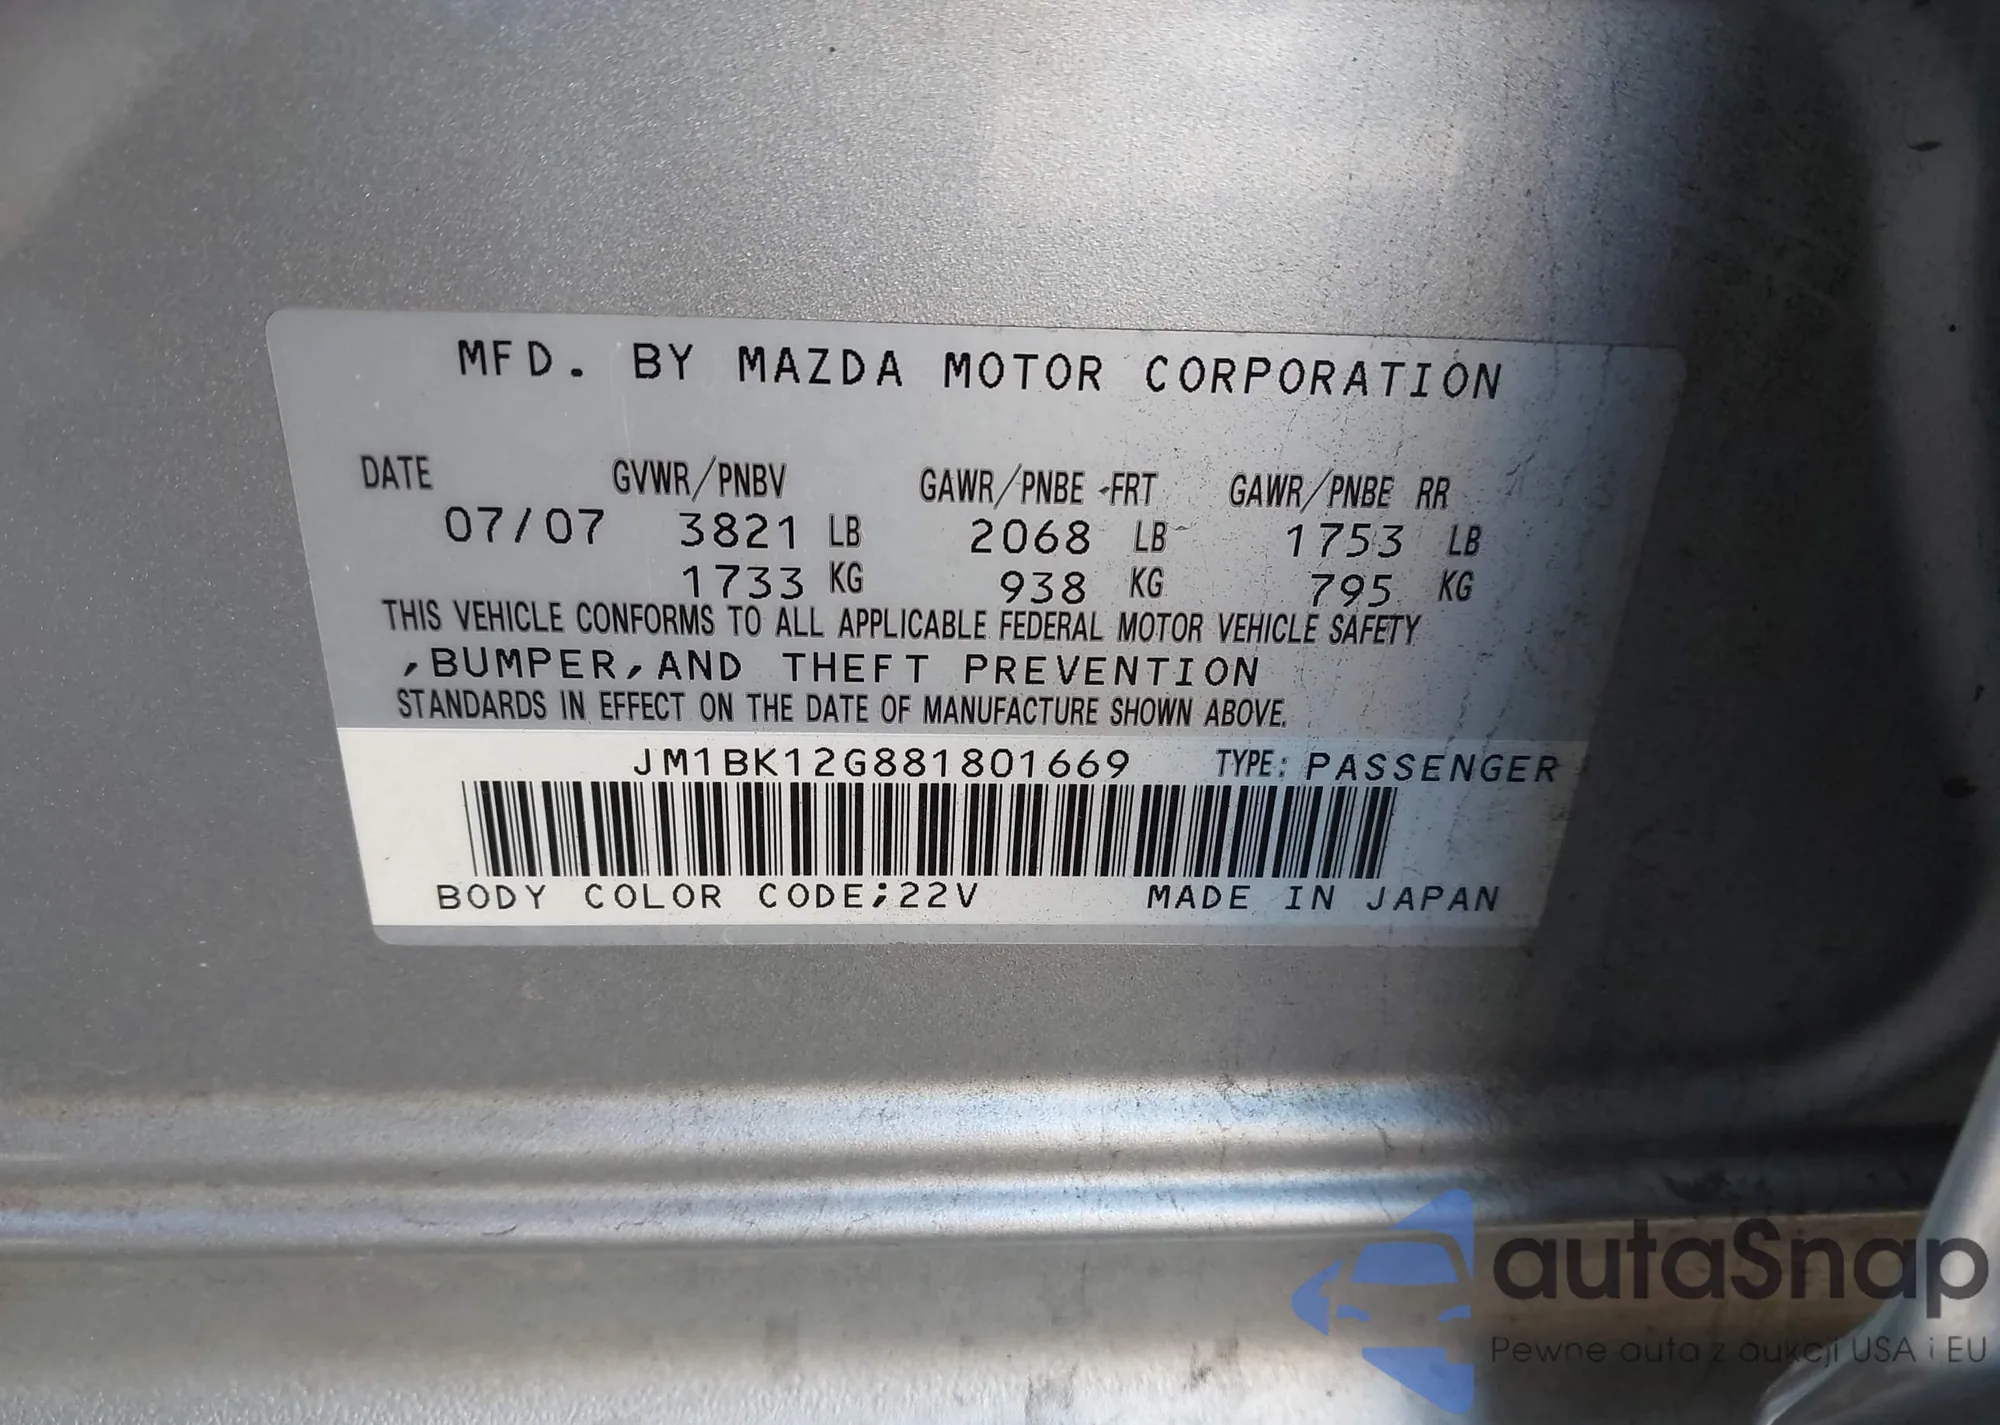 MFD. BY MAZDA MOTOR CORPORATION
DATE GVWR/PNBV GAWR/PNBE -FRT GAWR/PNBE RR
07/07 3821 LB 2068 LB 1753 LB
1733 KG 938 KG 795 KG
THIS VEHICLE CONFORMS TO ALL APPLICABLE FEDERAL MOTOR VEHICLE SAFETY
,BUMPER,AND THEFT PREVENTION
STANDARDS IN EFFECT ON THE DATE OF MANUFACTURE SHOWN ABOVE.
JM1BK12G881801669 TYPE: PASSENGER
BODY COLOR CODE;22V MADE IN JAPAN
autaSnap
Pewne auta z aukcji USA i EU